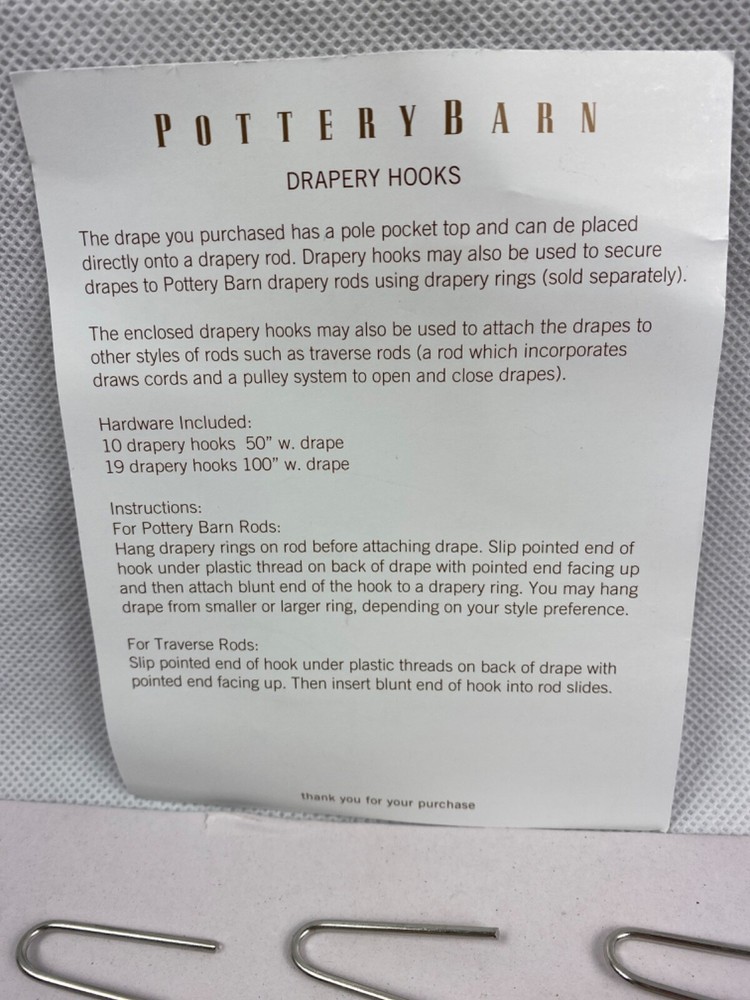 POTTERY BARN
DRAPERY HOOKS
The drape you purchased has a pole pocket top and can de placed
directly onto a drapery rod. Drapery hooks may also be used to secure
drapes to Pottery Barn drapery rods using drapery rings (sold separately).
The enclosed drapery hooks may also be used to attach the drapes to
other styles of rods such as traverse rods (a rod which incorporates
draws cords and a pulley system to open and close drapes).
Hardware Included:
10 drapery hooks 50” w. drape
19 drapery hooks 100” w. drape
Instructions:
For Pottery Barn Rods:
Hang drapery rings on rod before attaching drape. Slip pointed end of
hook under plastic thread on back of drape with pointed end facing up
and then attach blunt end of the hook to a drapery ring. You may hang
drape from smaller or larger ring, depending on your style preference.
For Traverse Rods:
Slip pointed end of hook under plastic threads on back of drape with
pointed end facing up. Then insert blunt end of hook into rod slides.
thank you for your purchase